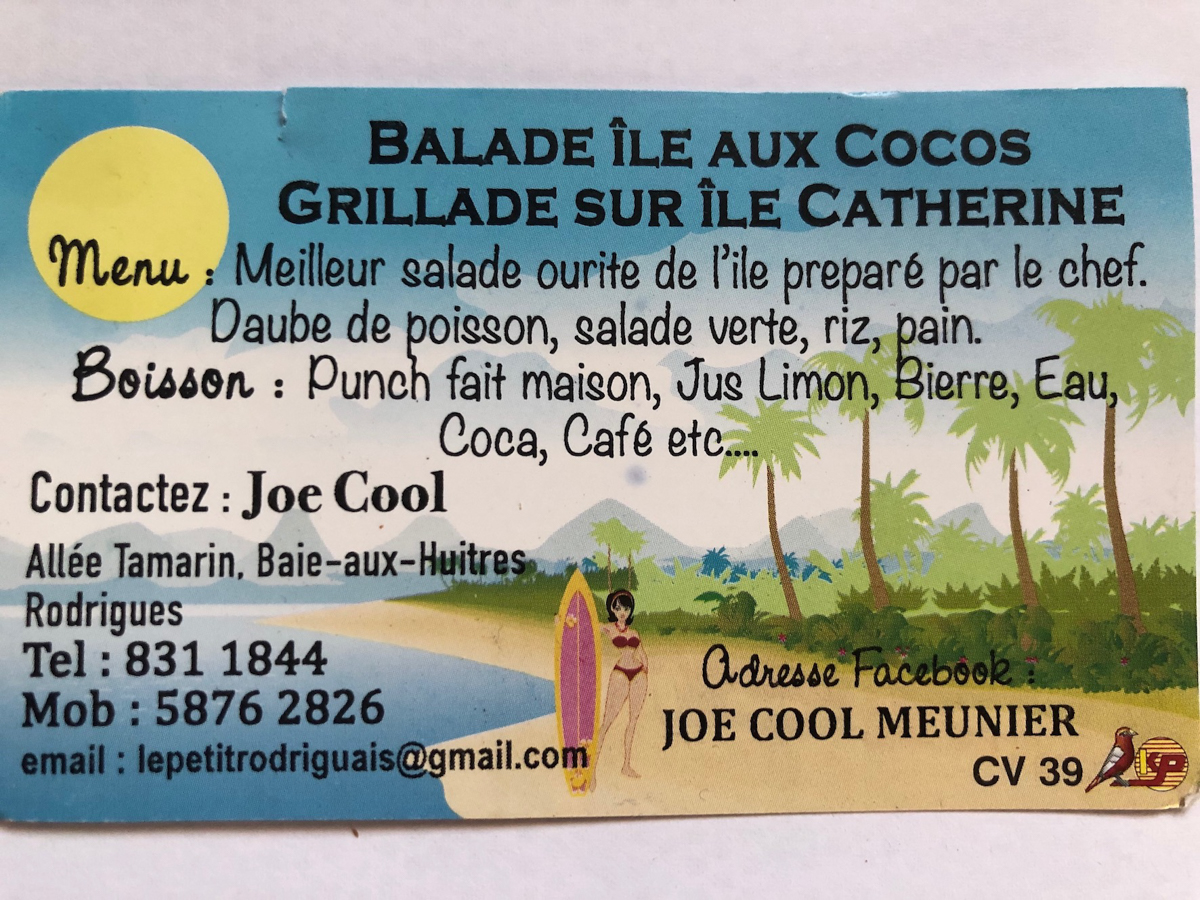 BALADE ÎLE AUX COCOS
GRILLADE SUR ÎLE CATHERINE
Menu : Meilleur salade ourite de l'ile preparé par le chef.
Daube de poisson, salade verte, riz, pain.
Boisson : Punch fait maison, Jus Limon, Bierre, Eau,
Coca, Café etc....
Contactez : Joe Cool
Allée Tamarin, Baie-aux-Huitres
Rodrigues
Tel : 831 1844
Mob : 5876 2826
email : lepetitrodriguais@gmail.com
Adresse Facebook :
JOE COOL MEUNIER
CV 39